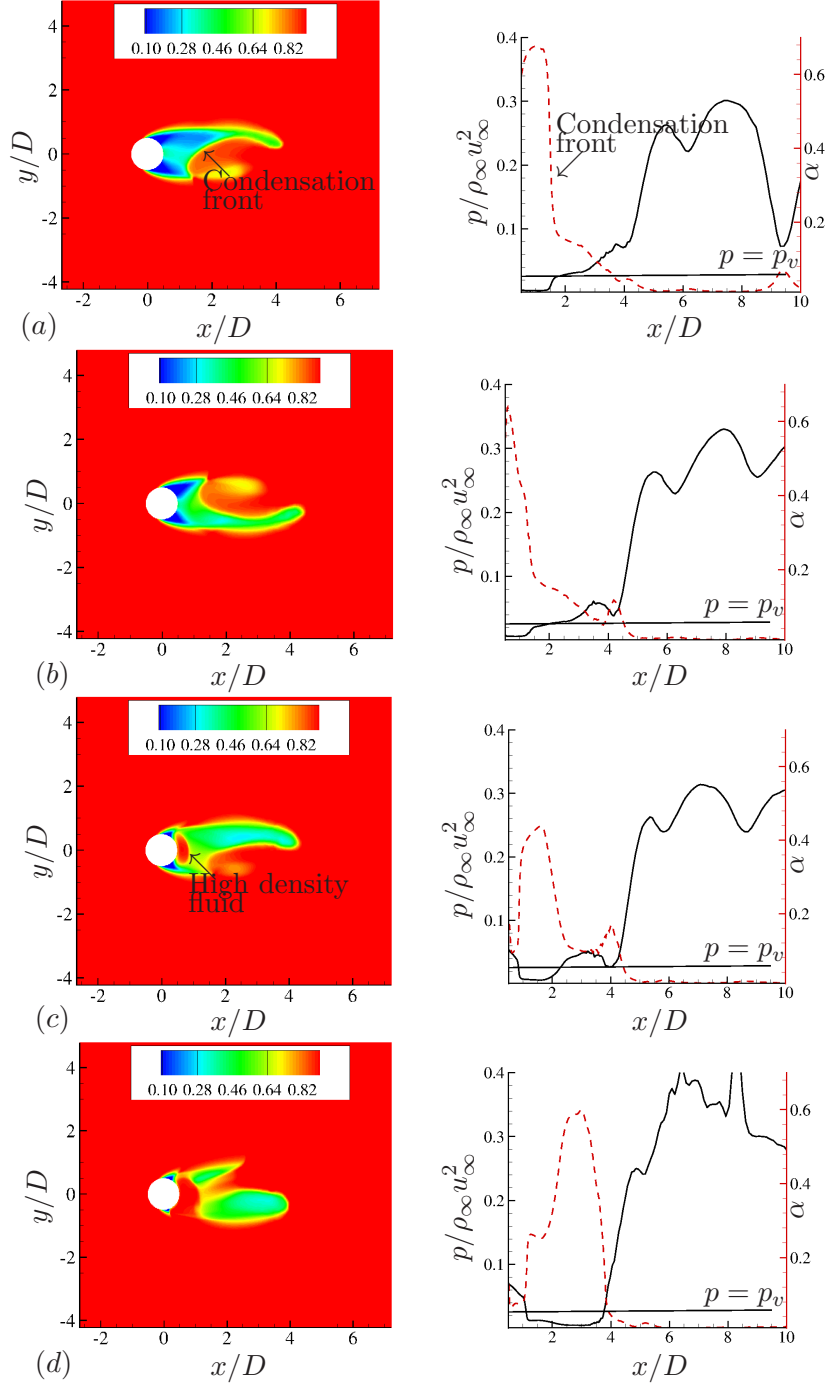 4
2
0
-2
-4
y/D
0.10 0.28 0.46 0.64 0.82
Condensation
front
-2 0 2 4 6
x/D
(a)
0.4
0.3
0.2
0.1
p/ρ∞u²∞
Condensation
front
p = pᵥ
0.6
0.4
0.2
α
2 4 6 8 10
x/D
4
2
0
-2
-4
y/D
0.10 0.28 0.46 0.64 0.82
-2 0 2 4 6
x/D
(b)
0.4
0.3
0.2
0.1
p/ρ∞u²∞
p = pᵥ
0.6
0.4
0.2
α
2 4 6 8 10
x/D
4
2
0
-2
-4
y/D
0.10 0.28 0.46 0.64 0.82
High density
fluid
-2 0 2 4 6
x/D
(c)
0.4
0.3
0.2
0.1
p/ρ∞u²∞
p = pᵥ
0.6
0.4
0.2
α
2 4 6 8 10
x/D
4
2
0
-2
-4
y/D
0.10 0.28 0.46 0.64 0.82
-2 0 2 4 6
x/D
(d)
0.4
0.3
0.2
0.1
p/ρ∞u²∞
p = pᵥ
0.6
0.4
0.2
α
2 4 6 8 10
x/D